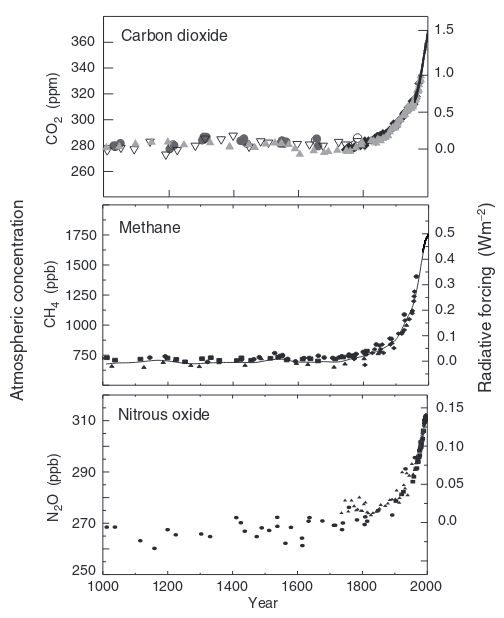 Carbon dioxide
360
340
320
300
280
260
CO2 (ppm)
1.5
1.0
0.5
0.0
Methane
1750
1500
1250
1000
750
CH4 (ppb)
0.5
0.4
0.3
0.2
0.1
0.0
Atmospheric concentration
Radiative forcing (Wm−2)
Nitrous oxide
310
290
270
250
N2O (ppb)
0.15
0.10
0.05
0.0
1000 1200 1400 1600 1800 2000
Year